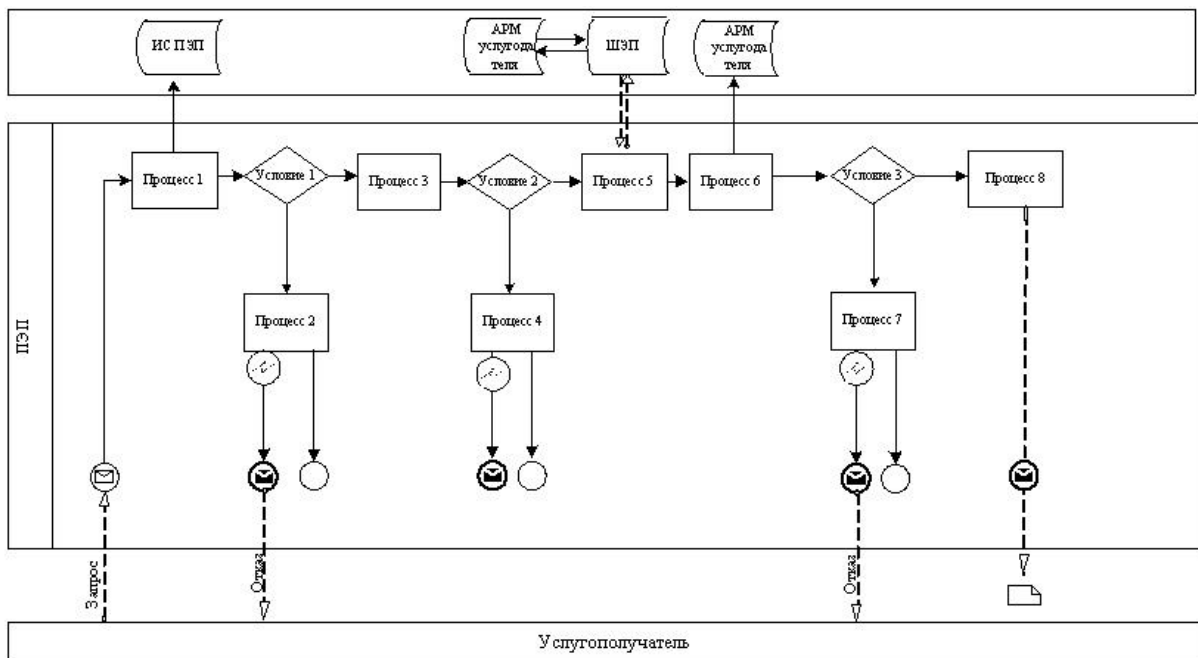 ИС ПЭП
АРМ
услугода
теля
ШЭП
АРМ
услугода
теля
Процесс 1
Условие 1
Процесс 3
Условие 2
Процесс 5
Процесс 6
Условие 3
Процесс 8
Процесс 2
Процесс 4
Процесс 7
ПЭП
Запрос
Отказ
Отказ
Услугополучатель